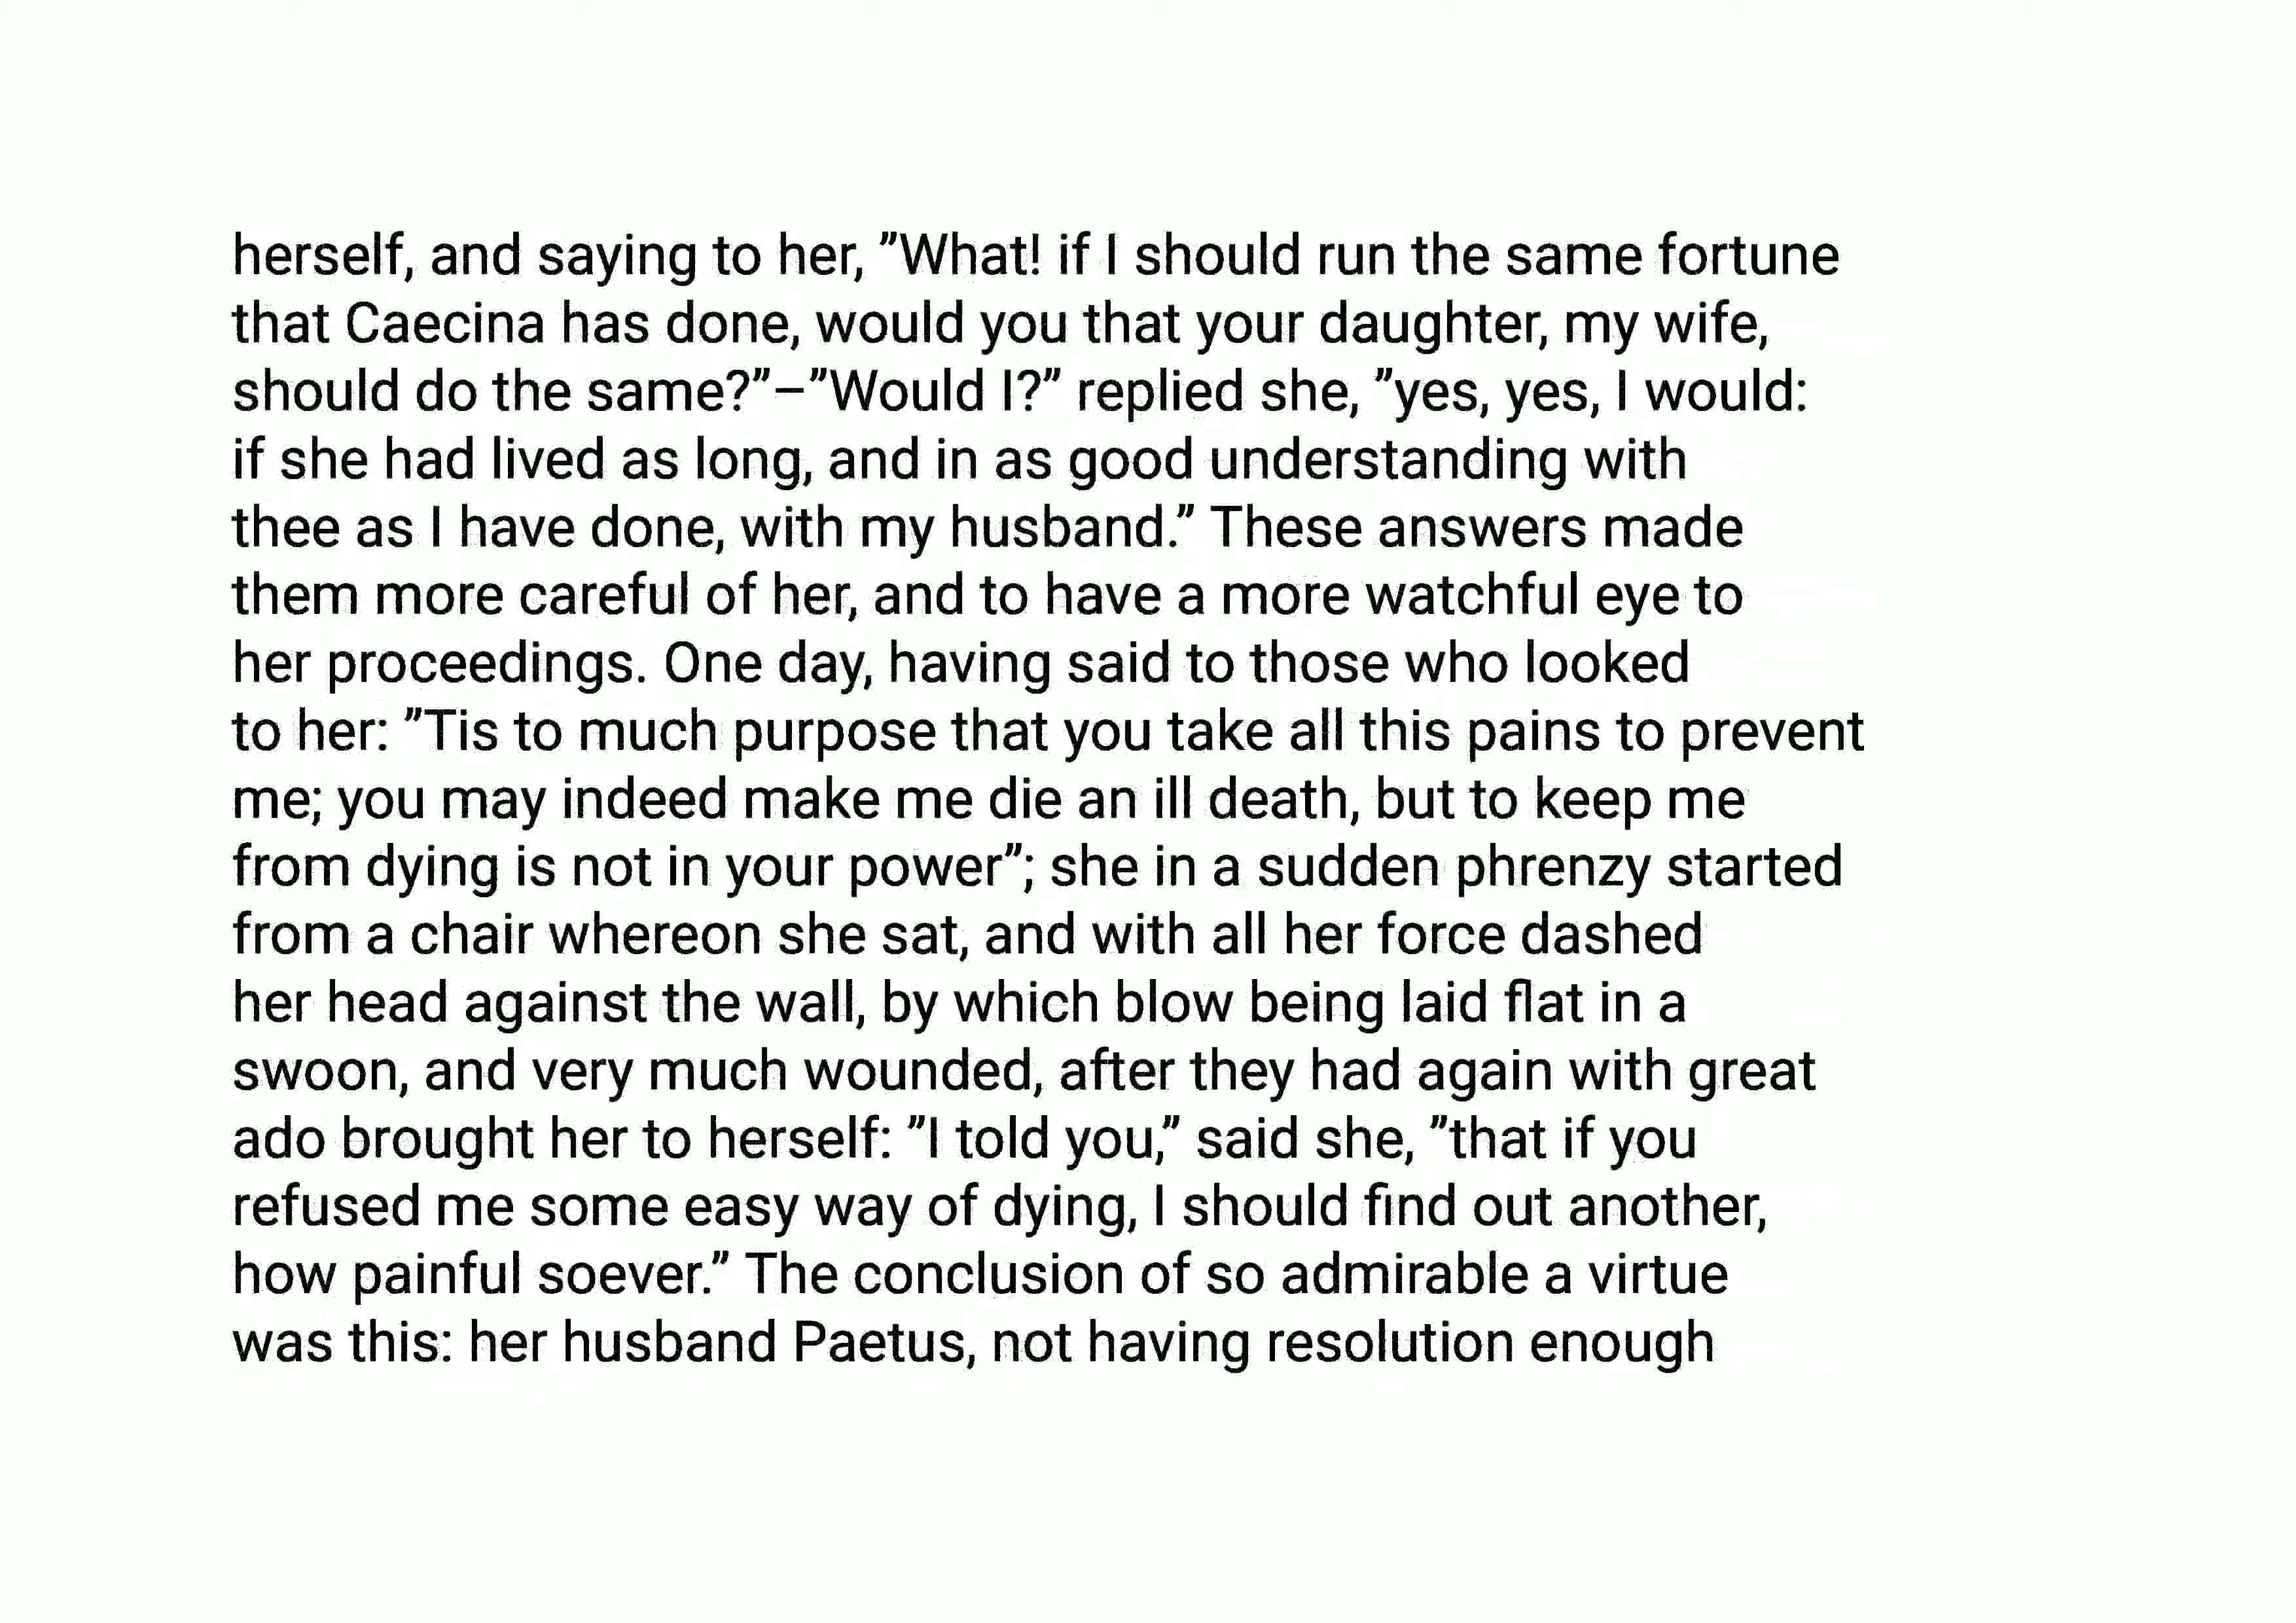 herself, and saying to her, ”What! if I should run the same fortune
that Caecina has done, would you that your daughter, my wife,
should do the same?”–”Would I?” replied she, ”yes, yes, I would:
if she had lived as long, and in as good understanding with
thee as I have done, with my husband.” These answers made
them more careful of her, and to have a more watchful eye to
her proceedings. One day, having said to those who looked
to her: ”Tis to much purpose that you take all this pains to prevent
me; you may indeed make me die an ill death, but to keep me
from dying is not in your power”; she in a sudden phrenzy started
from a chair whereon she sat, and with all her force dashed
her head against the wall, by which blow being laid flat in a
swoon, and very much wounded, after they had again with great
ado brought her to herself: ”I told you,” said she, ”that if you
refused me some easy way of dying, I should find out another,
how painful soever.” The conclusion of so admirable a virtue
was this: her husband Paetus, not having resolution enough